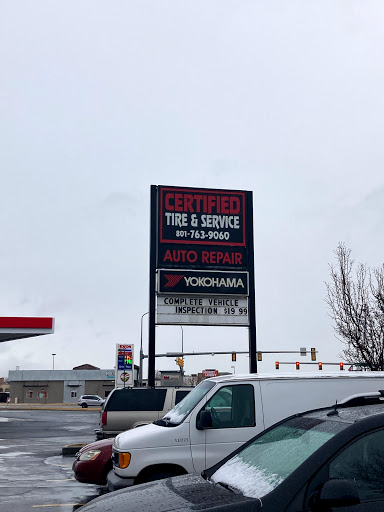 CERTIFIED
TIRE & SERVICE
801-763-9060
AUTO REPAIR
YOKOHAMA
COMPLETE VEHICLE
INSPECTION $19.99